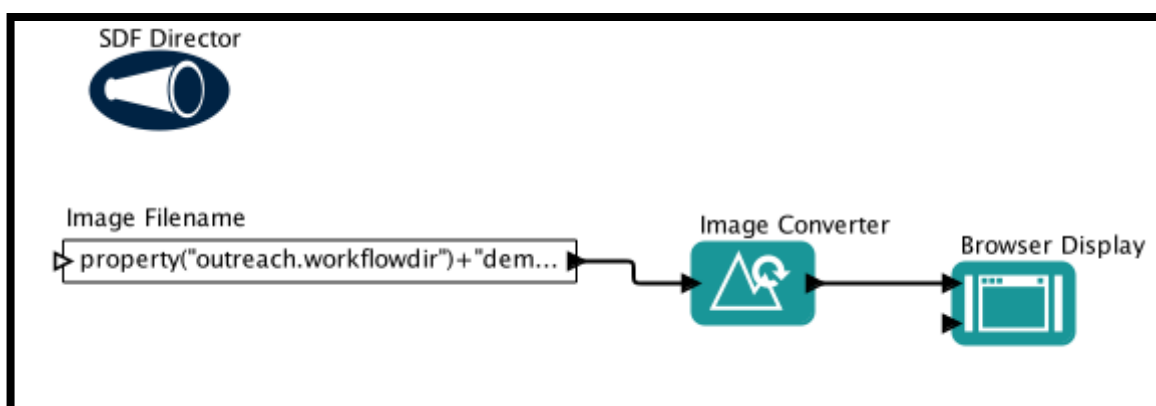 SDF Director
Image Filename
property("outreach.workflowdir")+"dem...
Image Converter
Browser Display